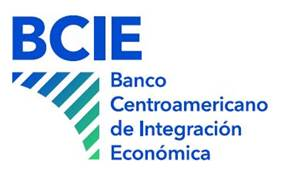 BCIE
Banco
Centroamericano
de Integración
Económica